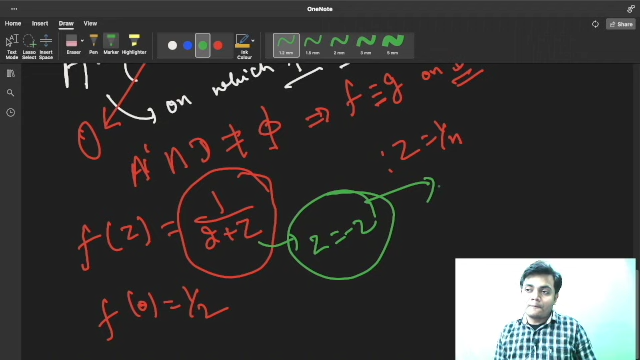 OneNote
Home Insert Draw View
Share
Text Mode Lasso Select Insert Space Eraser Pen Marker Highlighter Ink Colour 1.2 mm 1.5 mm 2 mm 3 mm 5 mm
on which
A' ∩ D ≠ φ ⇒ f ≡ g on
: z = 1/n
f(z) = 1/(2+z) z = -2
f(0) = 1/2